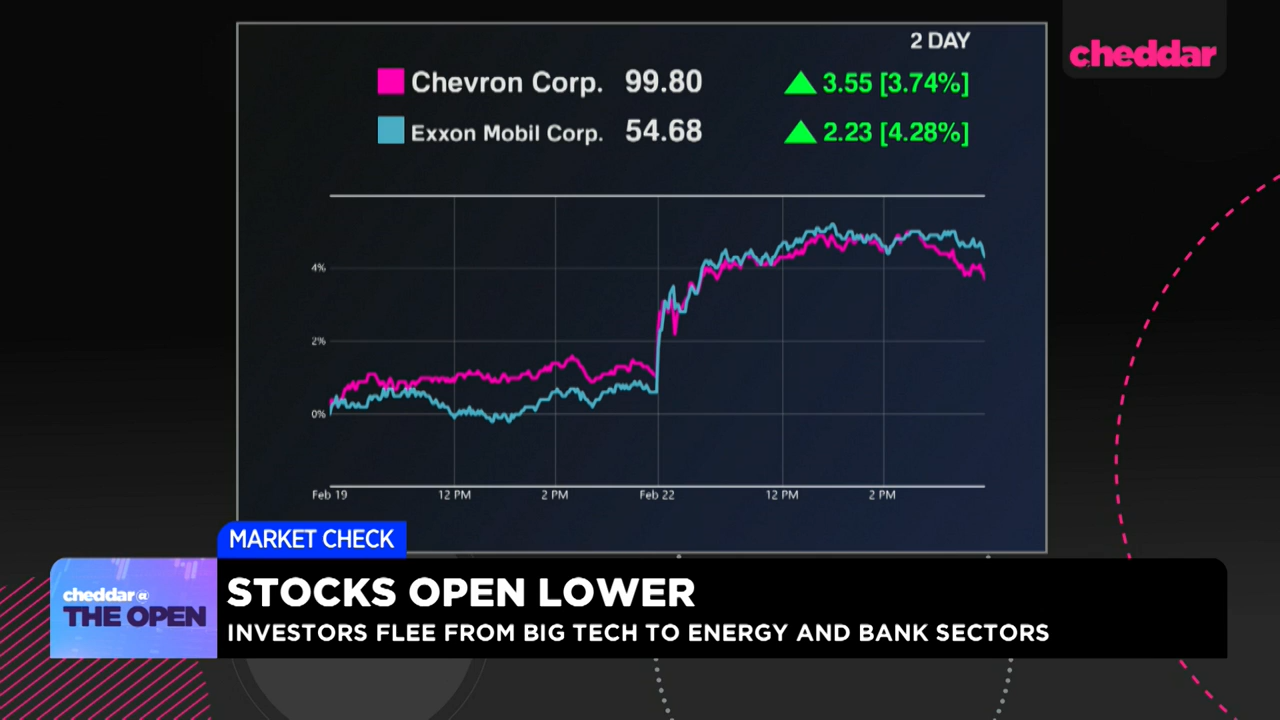 2 DAY
cheddar
Chevron Corp. 99.80 ▲ 3.55 [3.74%]
Exxon Mobil Corp. 54.68 ▲ 2.23 [4.28%]
4%
2%
0%
Feb 19 12 PM 2 PM Feb 22 12 PM 2 PM
MARKET CHECK
cheddar @
THE OPEN
STOCKS OPEN LOWER
INVESTORS FLEE FROM BIG TECH TO ENERGY AND BANK SECTORS